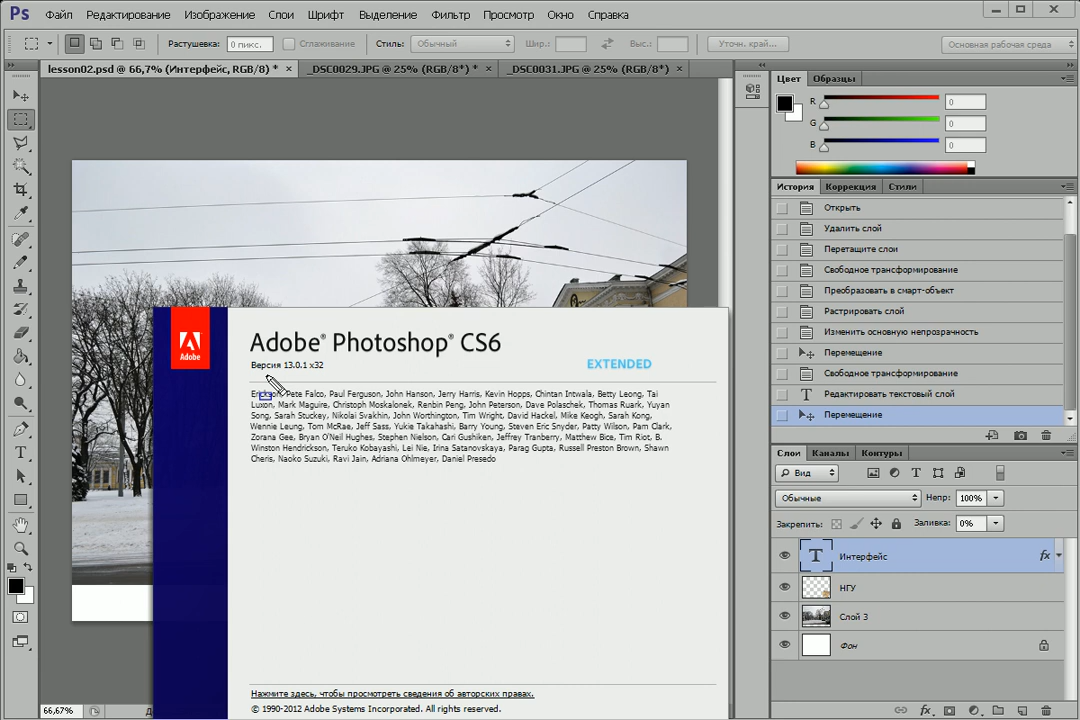 Ps Файл Редактирование Изображение Слои Шрифт Выделение Фильтр Просмотр Окно Справка
Растушевка: 0 пикс. Сглаживание Стиль: Обычный Шир.: Выс.: Уточн. край... Основная рабочая среда
lesson02.psd @ 66,7% (Интерфейс, RGB/8) * × _DSC0029.JPG @ 25% (RGB/8*) * × _DSC0031.JPG @ 25% (RGB/8*) ×
Цвет Образцы
R 0
G 0
B 0
История Коррекция Стили
Открыть
Удалить слой
Перетащите слои
Свободное трансформирование
Преобразовать в смарт-объект
Растрировать слой
Изменить основную непрозрачность
Перемещение
Свободное трансформирование
Редактировать текстовый слой
Перемещение
Слои Каналы Контуры
Вид
Обычные Непр: 100%
Закрепить: Заливка: 0%
Интерфейс fx
НГУ
Слой 3
Фон
Adobe
Adobe® Photoshop® CS6
Версия 13.0.1 x32
EXTENDED
Erickson, Pete Falco, Paul Ferguson, John Hanson, Jerry Harris, Kevin Hopps, Chintan Intwala, Betty Leong, Tai
Luxon, Mark Maguire, Christoph Moskalonek, Renbin Peng, John Peterson, Dave Polaschek, Thomas Ruark, Yuyan
Song, Sarah Stuckey, Nikolai Svakhin, John Worthington, Tim Wright, David Hackel, Mike Keogh, Sarah Kong,
Wennie Leung, Tom McRae, Jeff Sass, Yukie Takahashi, Barry Young, Steven Eric Snyder, Patty Wilson, Pam Clark,
Zorana Gee, Bryan O'Neil Hughes, Stephen Nielson, Cari Gushiken, Jeffrey Tranberry, Matthew Bice, Tim Riot, B.
Winston Hendrickson, Teruko Kobayashi, Lei Nie, Irina Satanovskaya, Parag Gupta, Russell Preston Brown, Shawn
Cheris, Naoko Suzuki, Ravi Jain, Adriana Ohlmeyer, Daniel Presedo
Нажмите здесь, чтобы просмотреть сведения об авторских правах.
© 1990-2012 Adobe Systems Incorporated. All rights reserved.
66,67%